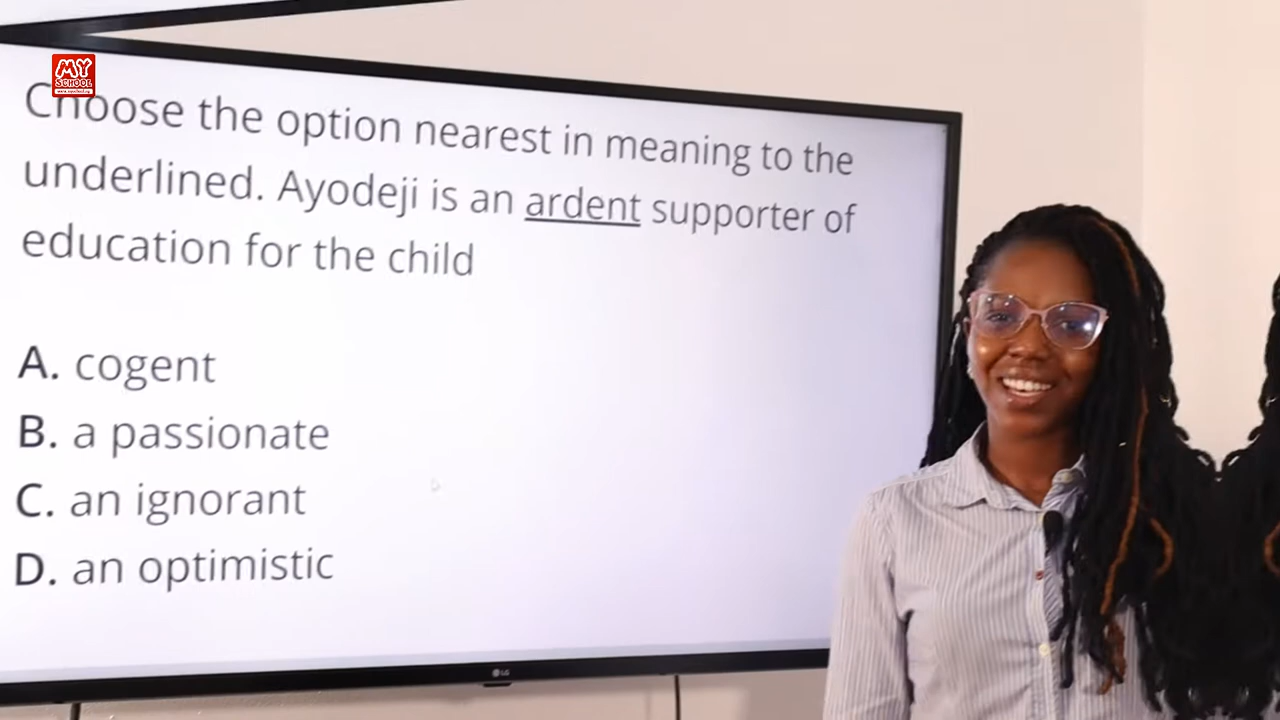 MY
SCHOOL
Choose the option nearest in meaning to the
underlined. Ayodeji is an ardent supporter of
education for the child
A. cogent
B. a passionate
C. an ignorant
D. an optimistic
LG